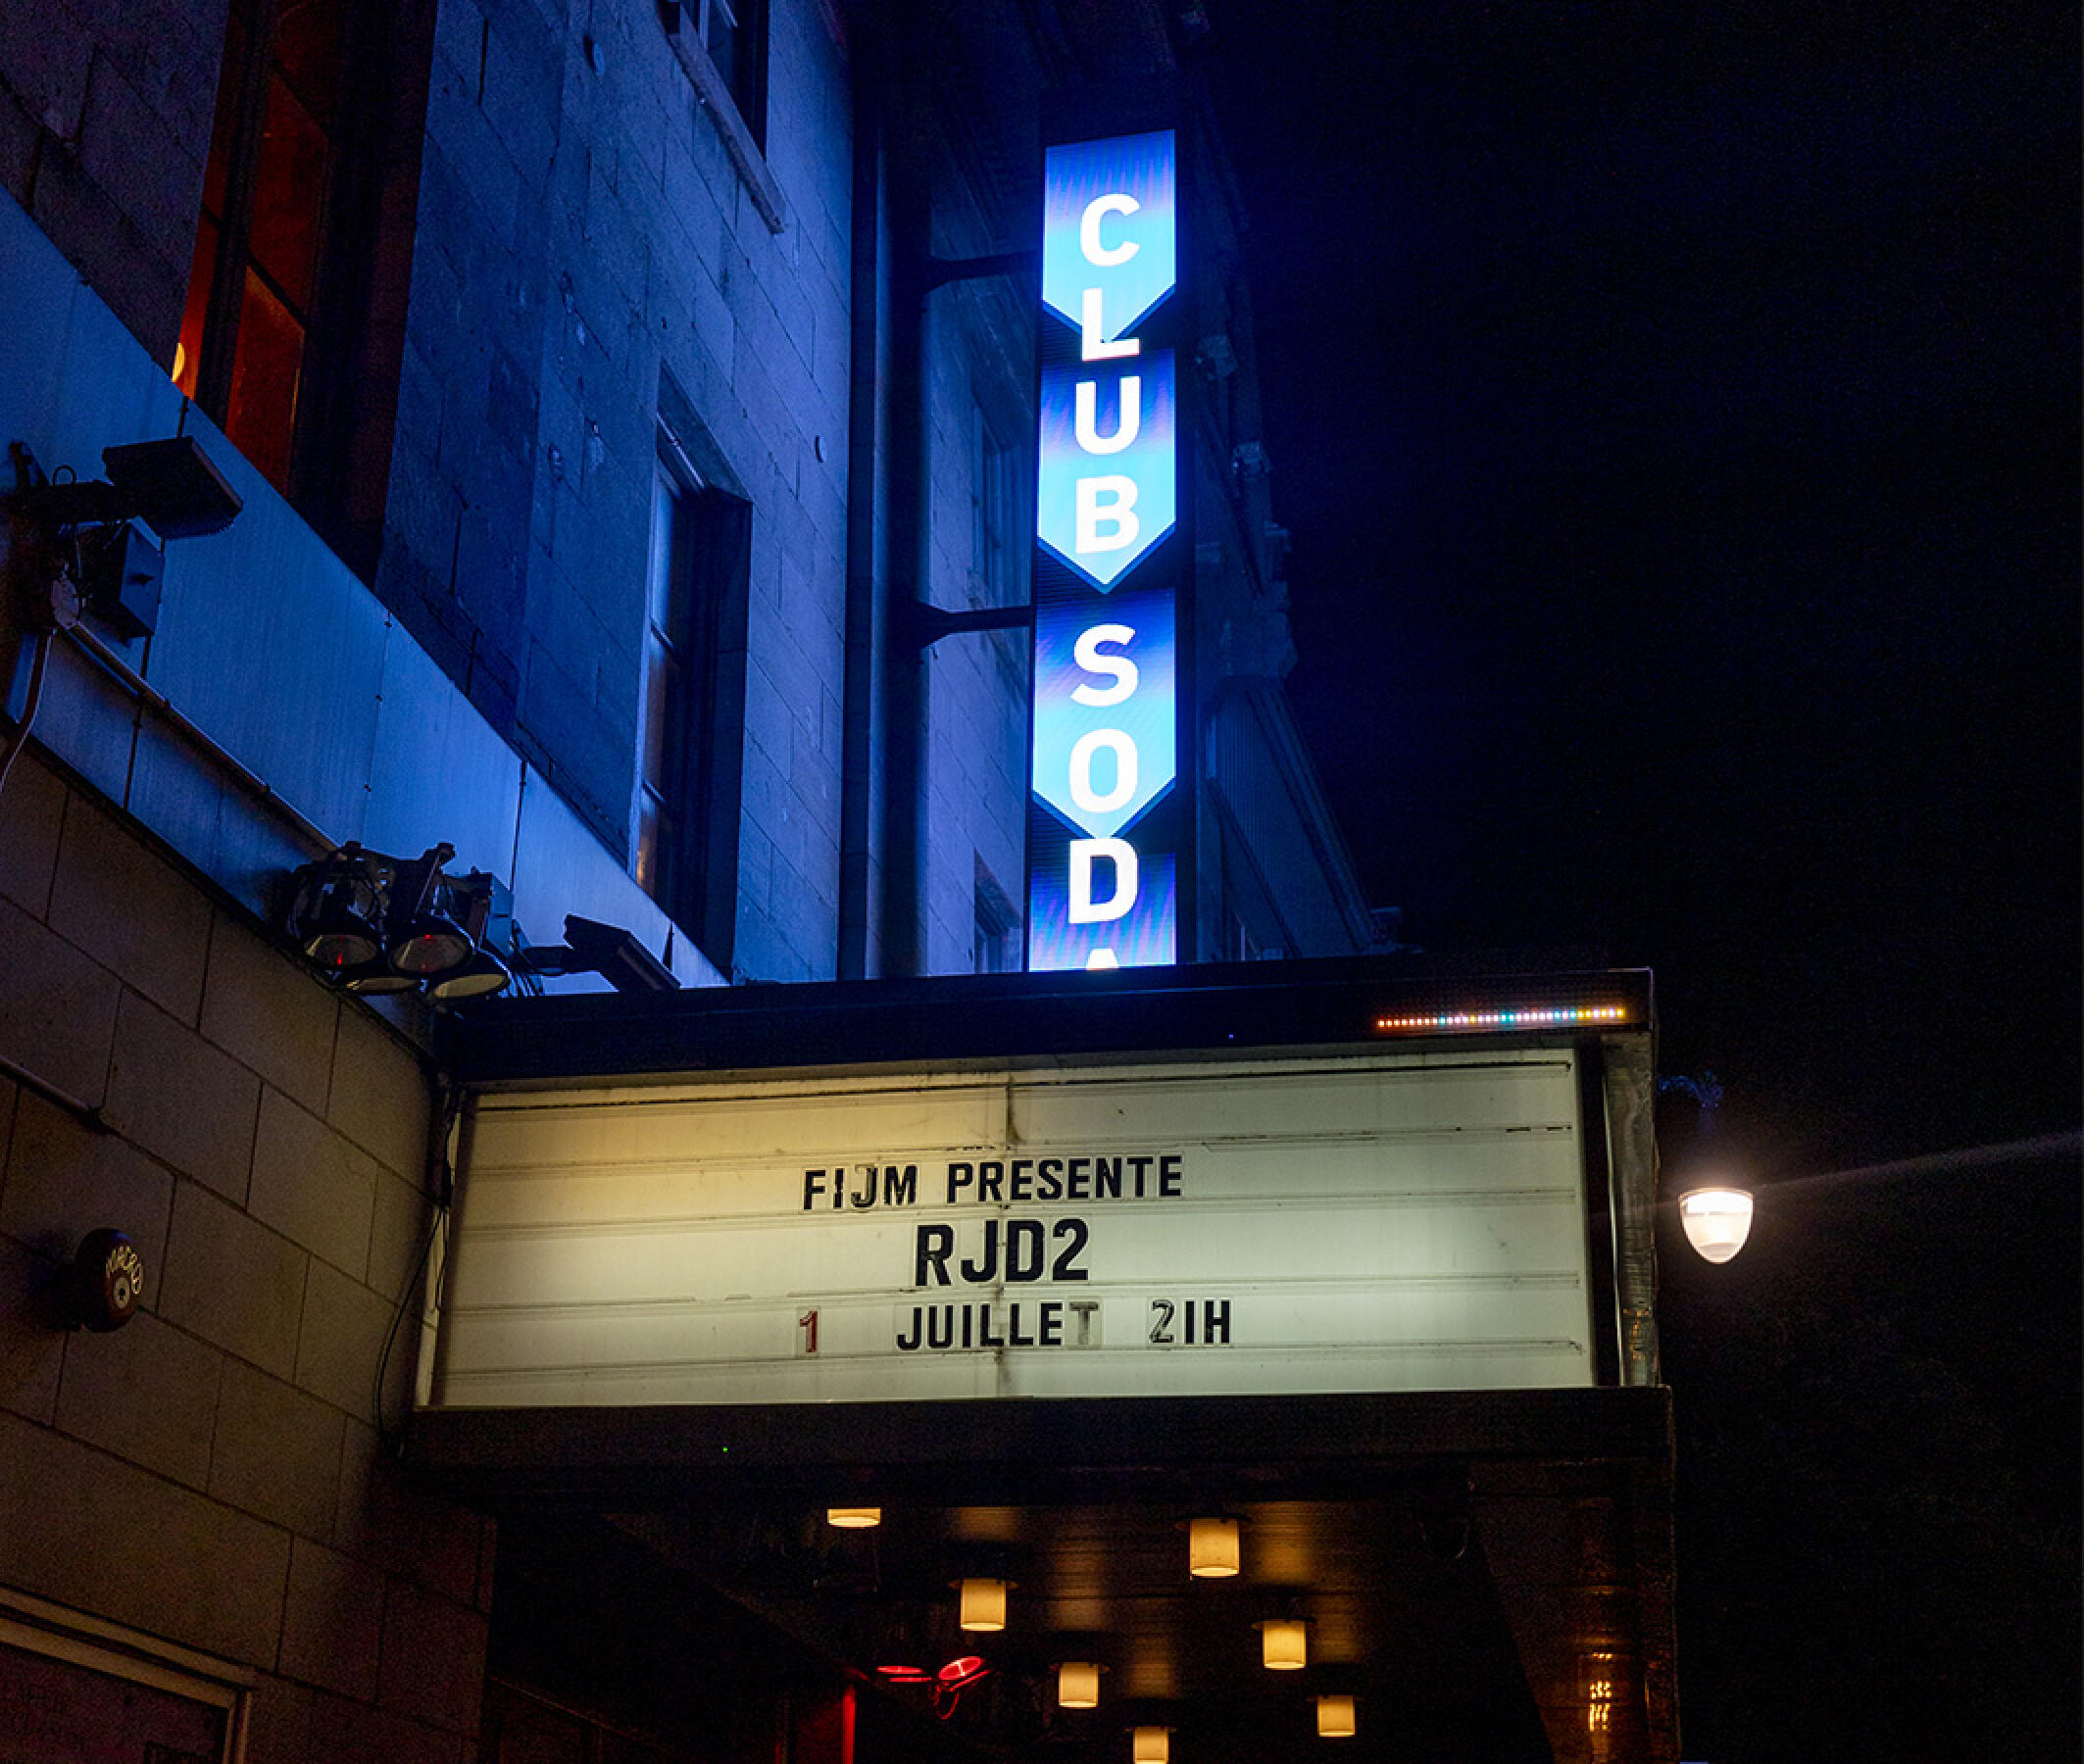 CLUB SODA
FIJM PRESENTE
RJD2
1 JUILLET 21H